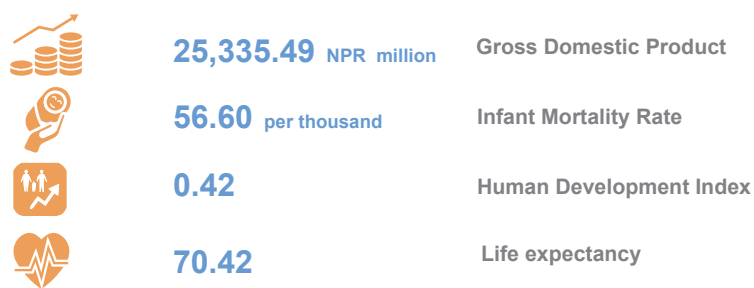 25,335.49 NPR million Gross Domestic Product
56.60 per thousand Infant Mortality Rate
0.42 Human Development Index
70.42 Life expectancy